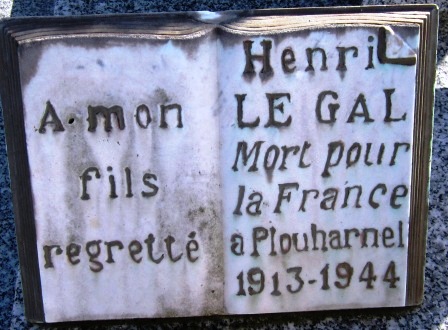 A mon
fils
regretté
Henri
LE GAL
Mort pour
la France
a Plouharnel
1913-1944